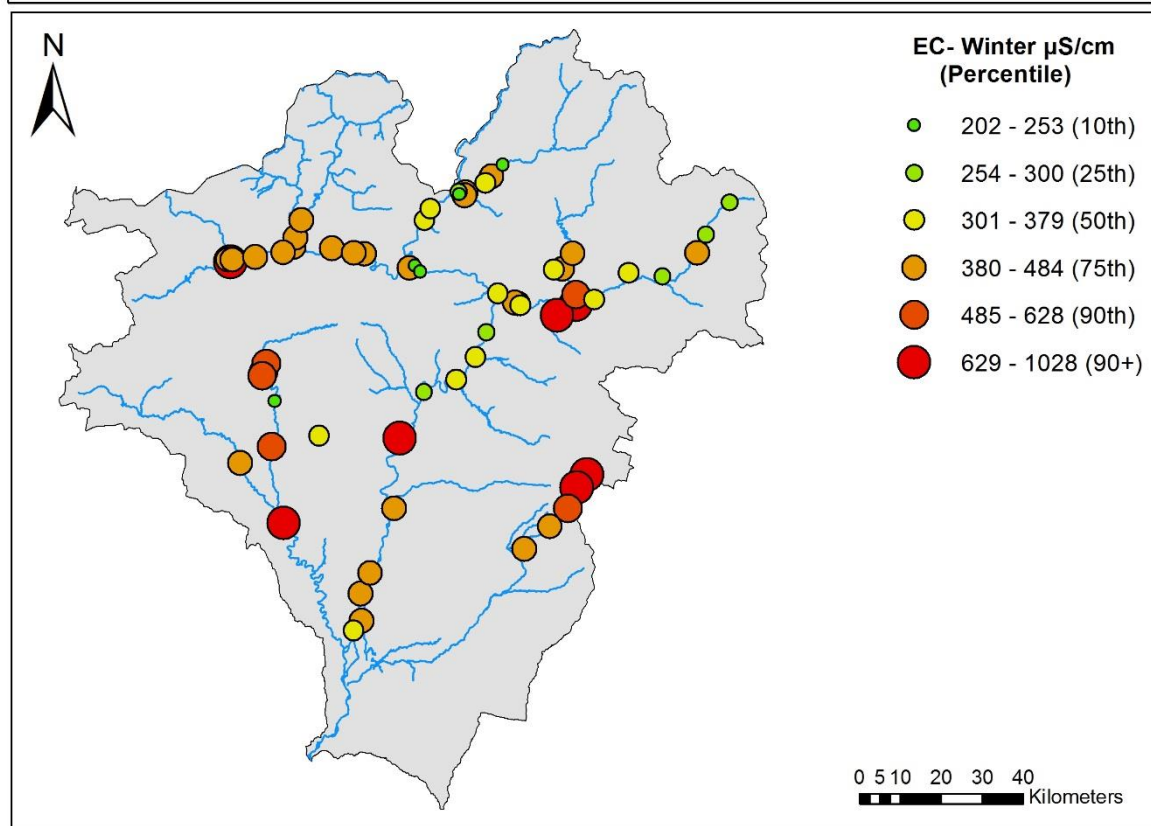 N
EC- Winter µS/cm
(Percentile)
202 - 253 (10th)
254 - 300 (25th)
301 - 379 (50th)
380 - 484 (75th)
485 - 628 (90th)
629 - 1028 (90+)
0 5 10 20 30 40
Kilometers